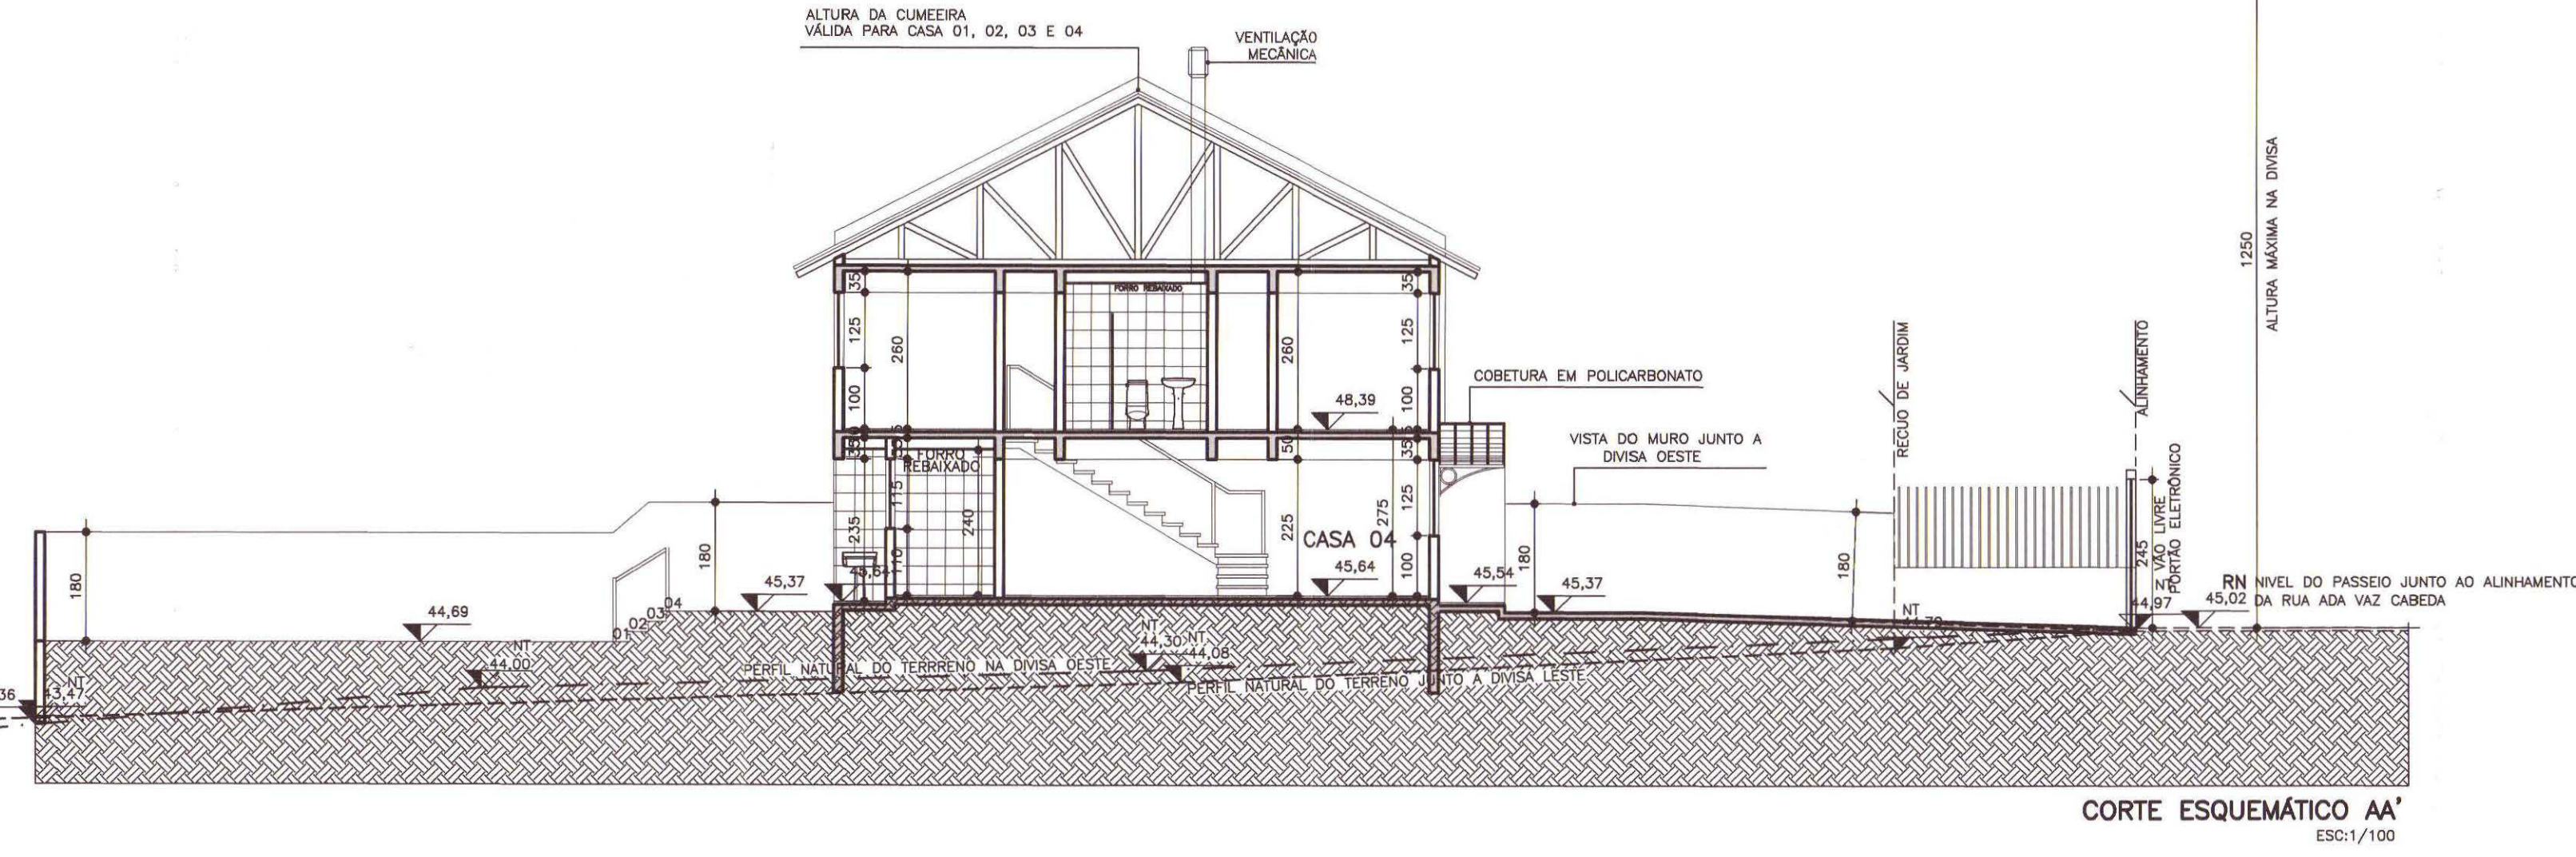 ALTURA DA CUMEEIRA
VÁLIDA PARA CASA 01, 02, 03 E 04
VENTILAÇÃO
MECÂNICA
1250
ALTURA MÁXIMA NA DIVISA
35
125
260
100
FORRO REBAIXADO
260
35
125
100
48,39
COBETURA EM POLICARBONATO
VISTA DO MURO JUNTO A
DIVISA OESTE
RECUO DE JARDIM
ALINHAMENTO
FORRO
REBAIXADO
235
115
110
240
50
225
275
35
125
100
CASA 04
45,64
45,64
180
180
45,37
44,69
01
02
03
04
45,54
45,37
180
180
245
VÃO LIVRE
PORTÃO ELETRÔNICO
NT
44,97
NT
RN NIVEL DO PASSEIO JUNTO AO ALINHAMENTO
45,02 DA RUA ADA VAZ CABEDA
NT
44,00
NT
44,30
NT
44,08
PERFIL NATURAL DO TERRRENO NA DIVISA OESTE
PERFIL NATURAL DO TERRENO JUNTO A DIVISA LESTE
36
NT
43,47
CORTE ESQUEMÁTICO AA'
ESC:1/100